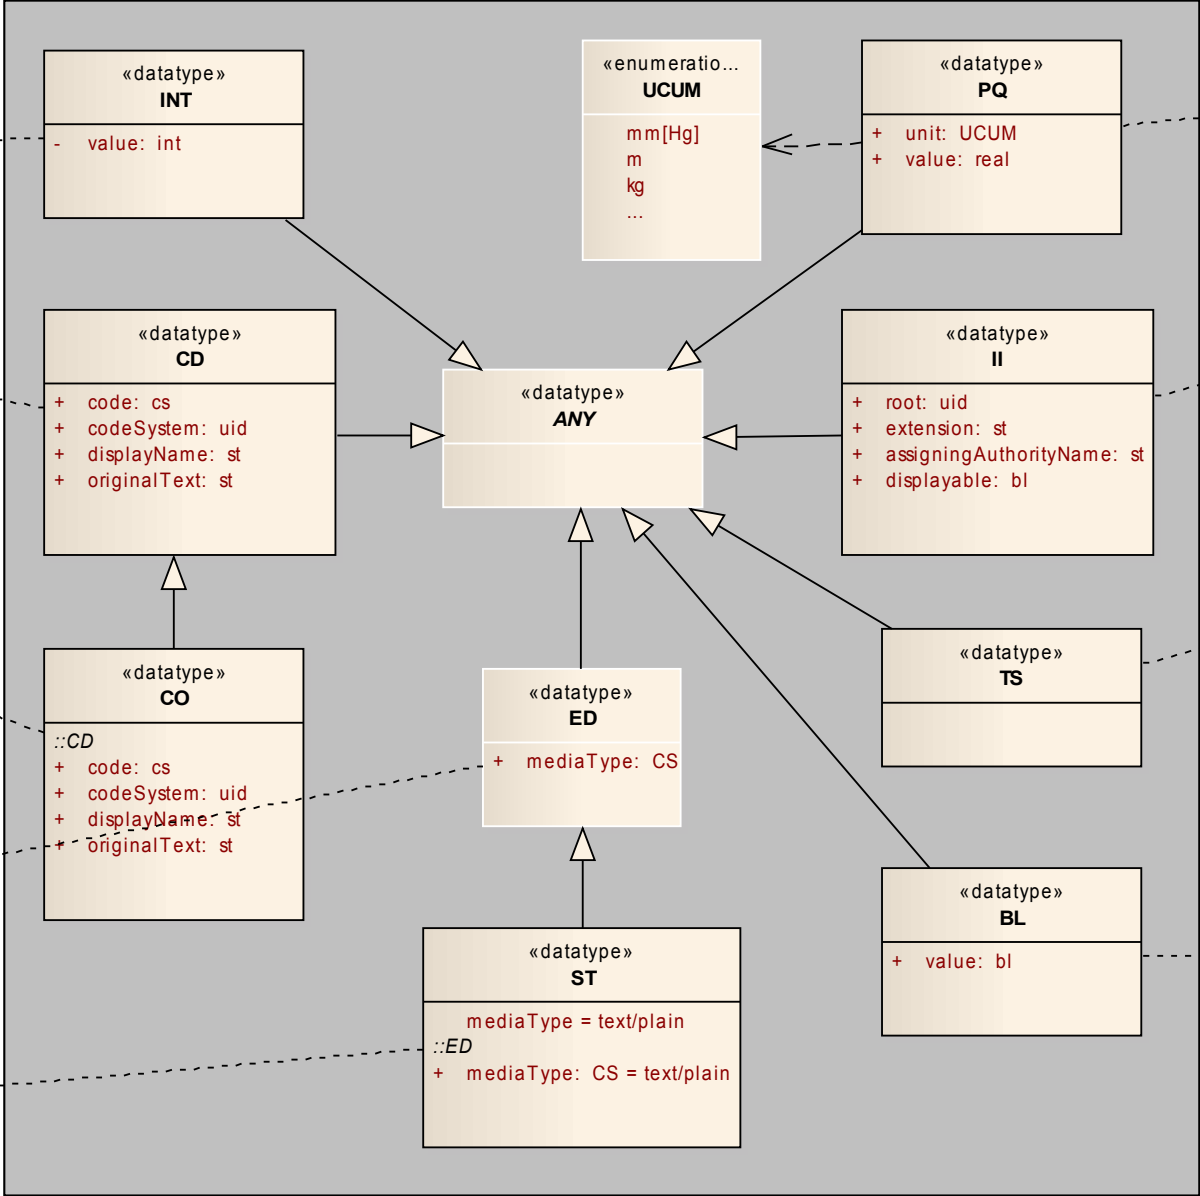 «datatype»
INT
- value: int
«enumeratio...
UCUM
mm[Hg]
m
kg
...
«datatype»
PQ
+ unit: UCUM
+ value: real
«datatype»
CD
+ code: cs
+ codeSystem: uid
+ displayName: st
+ originalText: st
«datatype»
ANY
«datatype»
II
+ root: uid
+ extension: st
+ assigningAuthorityName: st
+ displayable: bl
«datatype»
CO
::CD
+ code: cs
+ codeSystem: uid
+ displayName: st
+ originalText: st
«datatype»
ED
+ mediaType: CS
«datatype»
TS
«datatype»
BL
+ value: bl
«datatype»
ST
mediaType = text/plain
::ED
+ mediaType: CS = text/plain